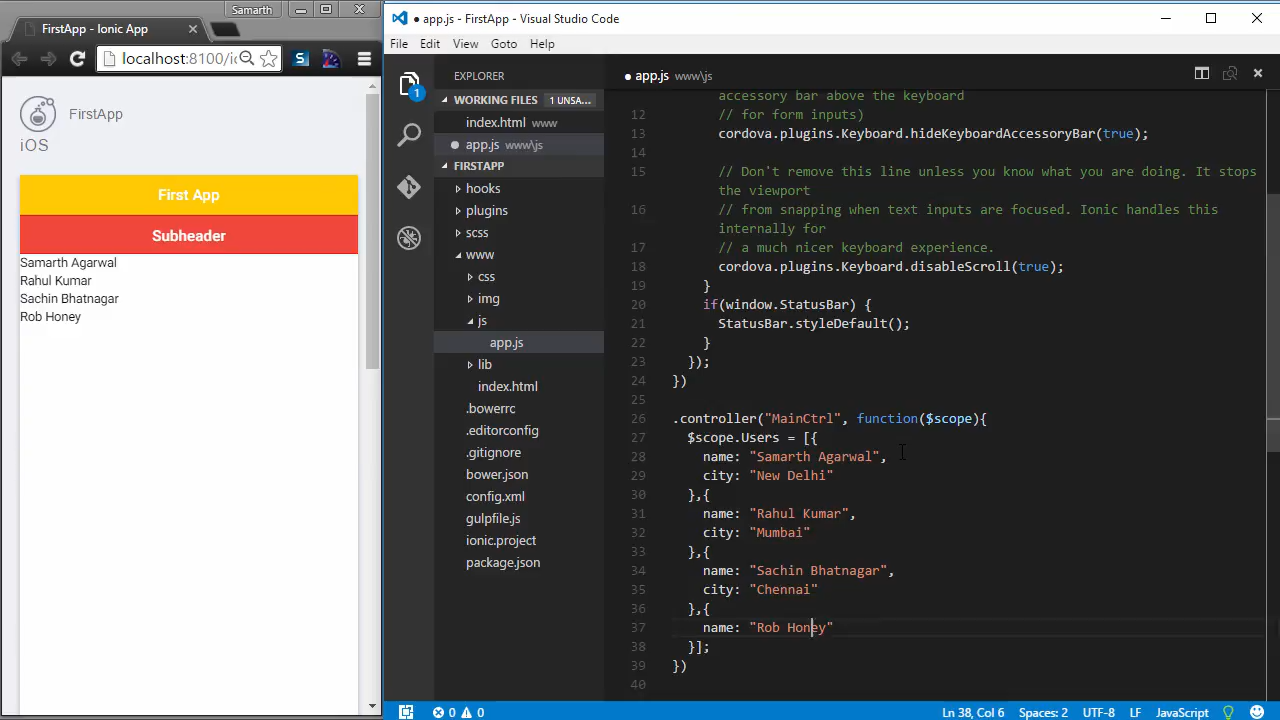 Samarth
FirstApp - Ionic App
localhost:8100/i
FirstApp
iOS
First App
Subheader
Samarth Agarwal
Rahul Kumar
Sachin Bhatnagar
Rob Honey
● app.js - FirstApp - Visual Studio Code
File Edit View Goto Help
EXPLORER
WORKING FILES 1 UNSA...
index.html www
app.js www\js
FIRSTAPP
hooks
plugins
scss
www
css
img
js
app.js
lib
index.html
.bowerrc
.editorconfig
.gitignore
bower.json
config.xml
gulpfile.js
ionic.project
package.json
1
● app.js www\js
accessory bar above the keyboard
12 // for form inputs)
13 cordova.plugins.Keyboard.hideKeyboardAccessoryBar(true);
14
15 // Don't remove this line unless you know what you are doing. It stops
the viewport
16 // from snapping when text inputs are focused. Ionic handles this
internally for
17 // a much nicer keyboard experience.
18 cordova.plugins.Keyboard.disableScroll(true);
19 }
20 if(window.StatusBar) {
21 StatusBar.styleDefault();
22 }
23 });
24 })
25
26 .controller("MainCtrl", function($scope){
27 $scope.Users = [{
28 name: "Samarth Agarwal",
29 city: "New Delhi"
30 },{
31 name: "Rahul Kumar",
32 city: "Mumbai"
33 },{
34 name: "Sachin Bhatnagar",
35 city: "Chennai"
36 },{
37 name: "Rob Honey"
38 }];
39 })
40
0 0 Ln 38, Col 6 Spaces: 2 UTF-8 LF JavaScript